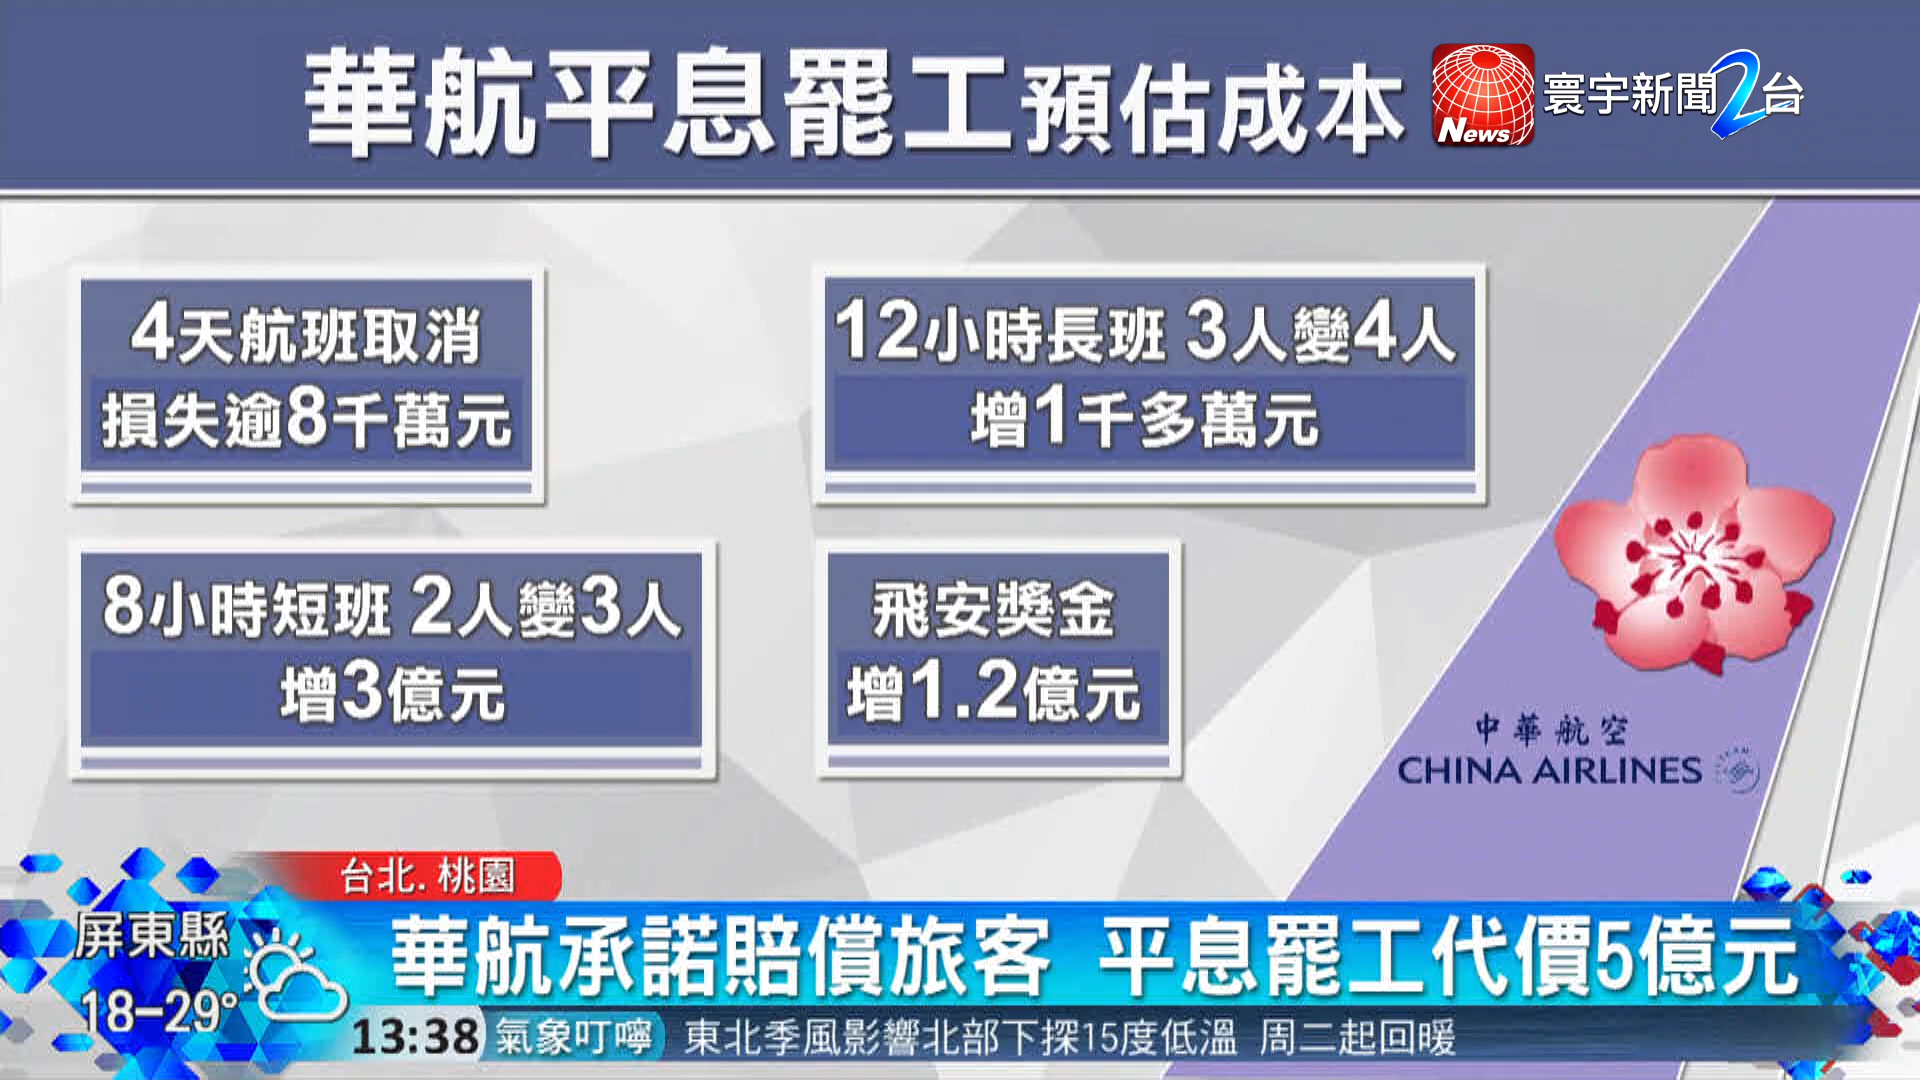 華航平息罷工預估成本
News
寰宇新聞2台
4天航班取消
損失逾8千萬元
12小時長班 3人變4人
增1千多萬元
8小時短班 2人變3人
增3億元
飛安獎金
增1.2億元
中華航空
CHINA AIRLINES
台北.桃園
屏東縣
18-29°
華航承諾賠償旅客 平息罷工代價5億元
13:38
氣象叮嚀
東北季風影響北部下探15度低溫 周二起回暖